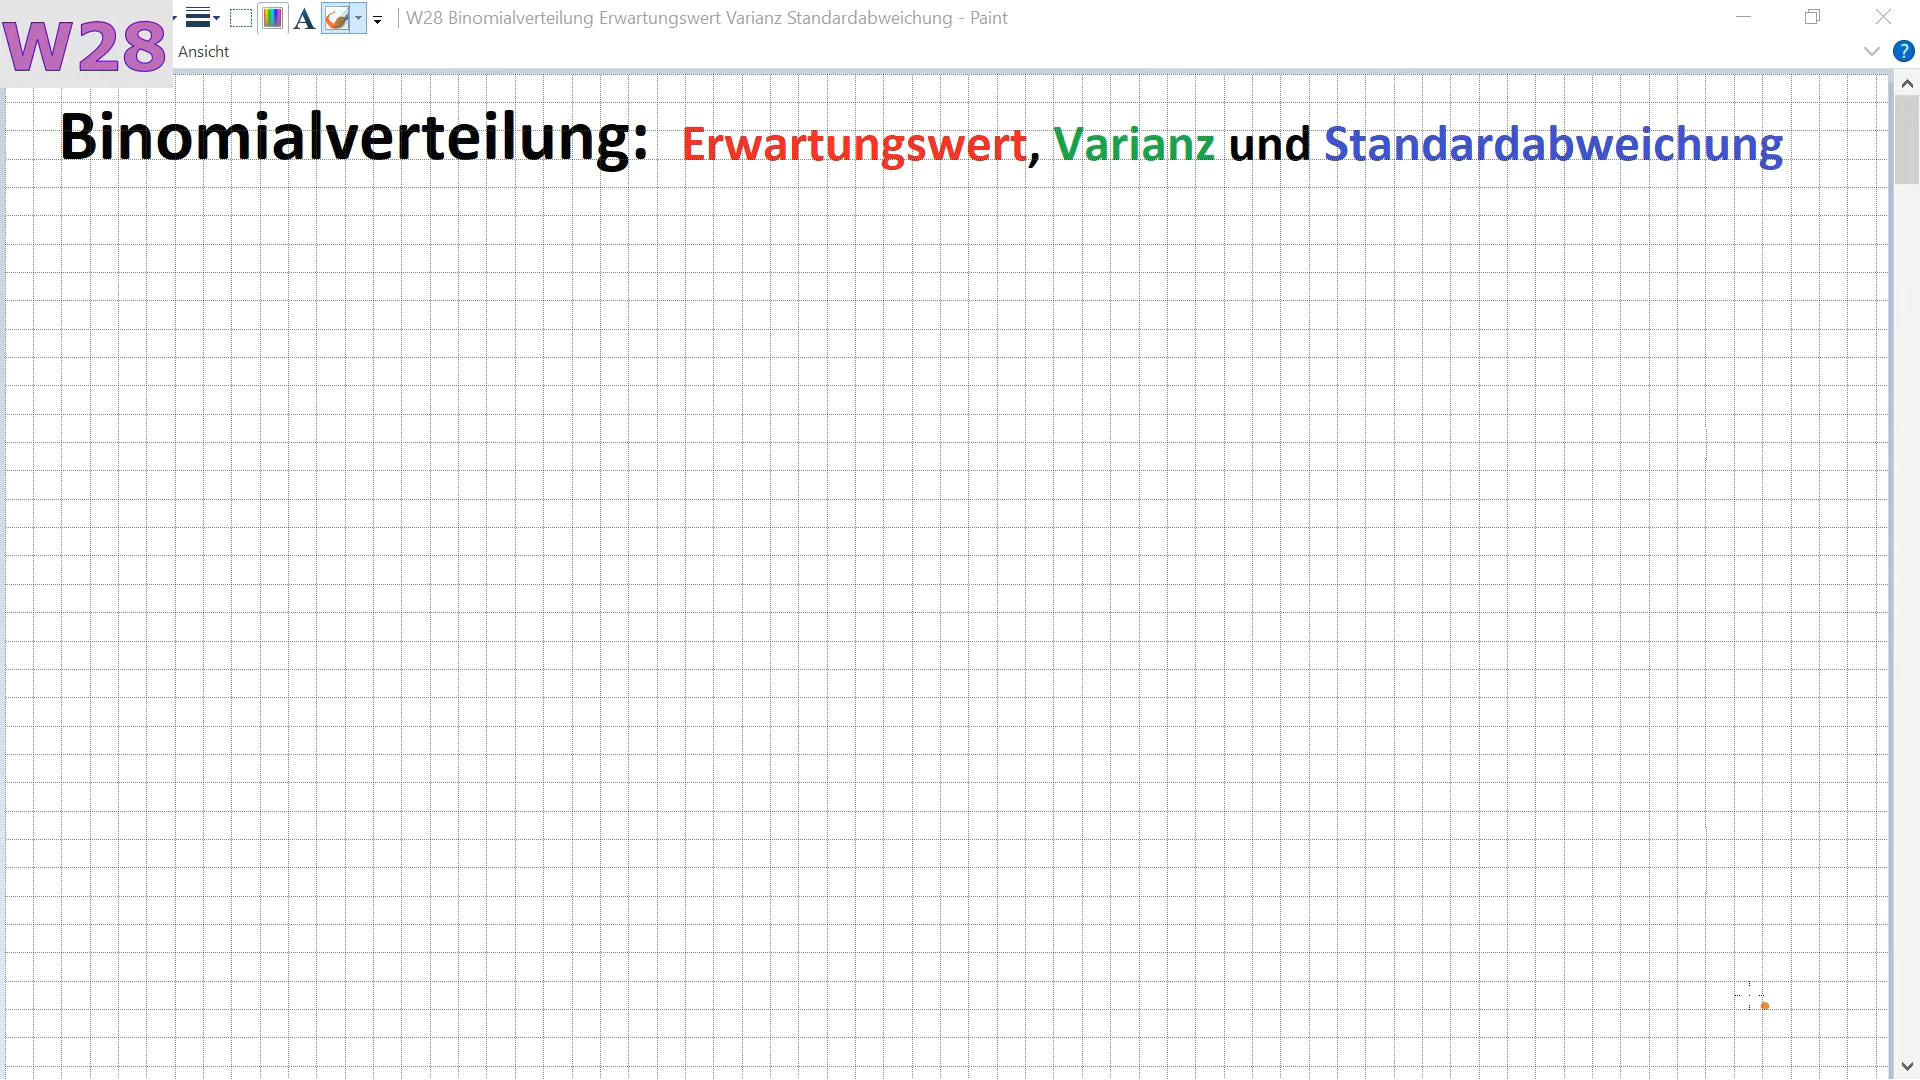 W28 Binomialverteilung Erwartungswert Varianz Standardabweichung - Paint
W28
Ansicht
A
?
Binomialverteilung: Erwartungswert, Varianz und Standardabweichung